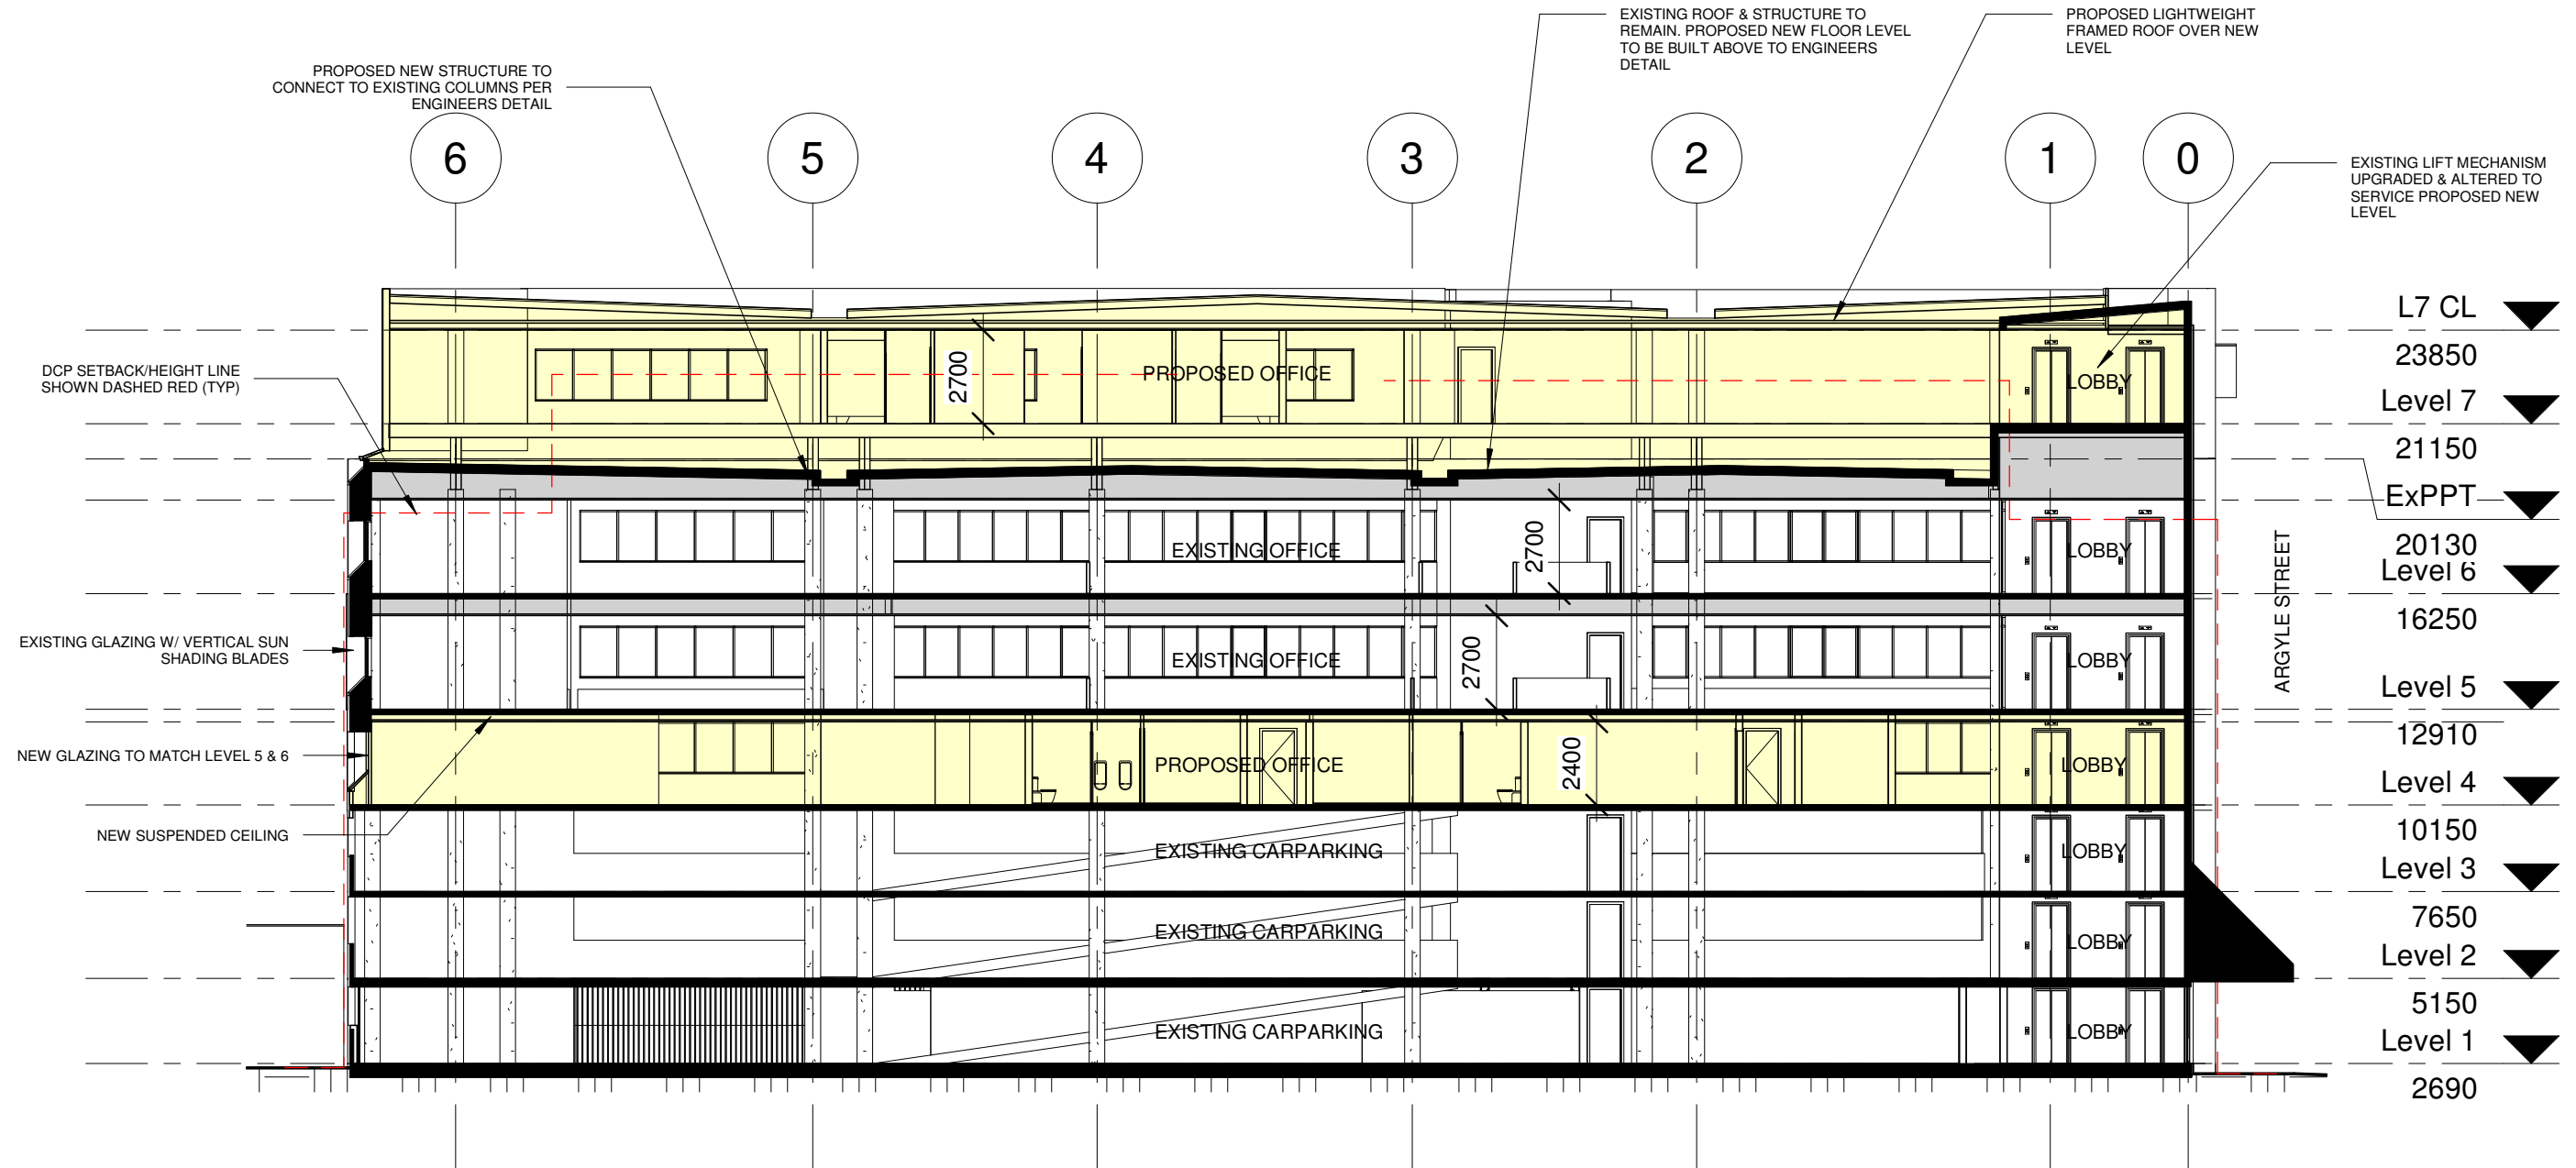 EXISTING ROOF & STRUCTURE TO
REMAIN. PROPOSED NEW FLOOR LEVEL
TO BE BUILT ABOVE TO ENGINEERS
DETAIL
PROPOSED LIGHTWEIGHT
FRAMED ROOF OVER NEW
LEVEL
PROPOSED NEW STRUCTURE TO
CONNECT TO EXISTING COLUMNS PER
ENGINEERS DETAIL
6
5
4
3
2
1
0
EXISTING LIFT MECHANISM
UPGRADED & ALTERED TO
SERVICE PROPOSED NEW
LEVEL
L7 CL
23850
DCP SETBACK/HEIGHT LINE
SHOWN DASHED RED (TYP)
2700
PROPOSED OFFICE
LOBBY
Level 7
21150
ExPPT
20130
2700
EXISTING OFFICE
LOBBY
ARGYLE STREET
Level 6
16250
EXISTING GLAZING W/ VERTICAL SUN
SHADING BLADES
2700
EXISTING OFFICE
LOBBY
Level 5
12910
NEW GLAZING TO MATCH LEVEL 5 & 6
2400
PROPOSED OFFICE
LOBBY
Level 4
10150
NEW SUSPENDED CEILING
EXISTING CARPARKING
LOBBY
Level 3
7650
EXISTING CARPARKING
LOBBY
Level 2
5150
EXISTING CARPARKING
LOBBY
Level 1
2690